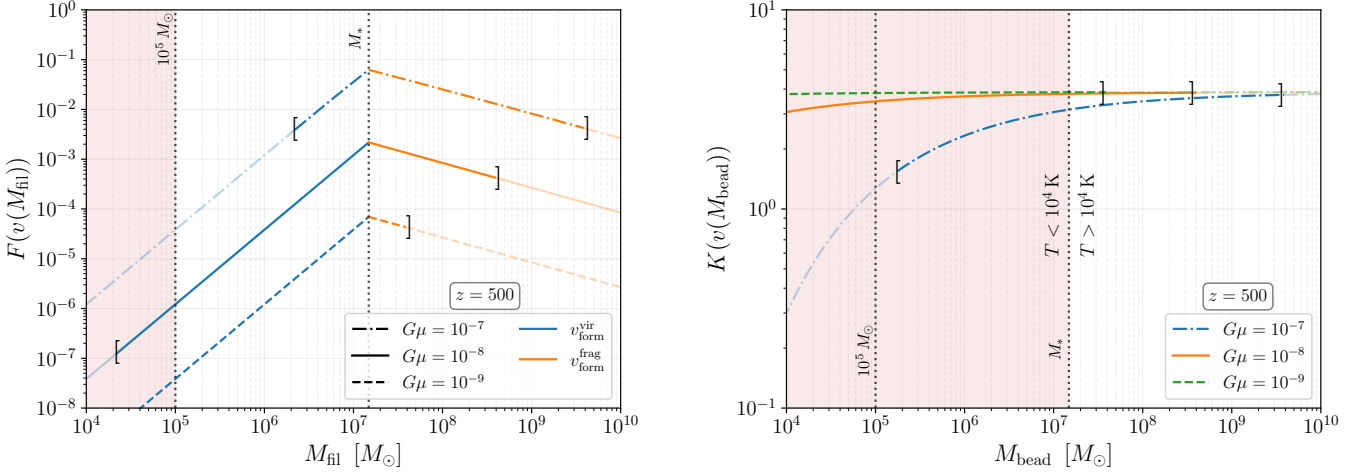 10^0
10^{-1}
10^{-2}
10^{-3}
10^{-4}
10^{-5}
10^{-6}
10^{-7}
10^{-8}
F(v(M_fil))
10^5 M_⊙
M_*
z = 500
Gμ = 10^{-7}
Gμ = 10^{-8}
Gμ = 10^{-9}
v_form^vir
v_form^frag
10^4 10^5 10^6 10^7 10^8 10^9 10^{10}
M_fil [M_⊙]
10^1
10^0
10^{-1}
K(v(M_bead))
T < 10^4 K
T > 10^4 K
10^5 M_⊙
M_*
z = 500
Gμ = 10^{-7}
Gμ = 10^{-8}
Gμ = 10^{-9}
10^4 10^5 10^6 10^7 10^8 10^9 10^{10}
M_bead [M_⊙]